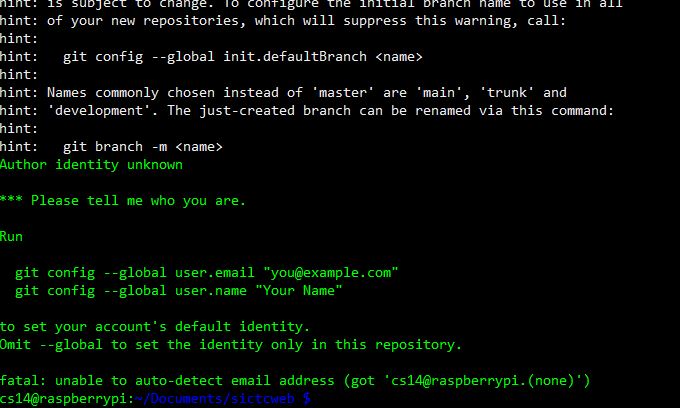 hint: is subject to change. To configure the initial branch name to use in all
hint: of your new repositories, which will suppress this warning, call:
hint:
hint:   git config --global init.defaultBranch <name>
hint:
hint: Names commonly chosen instead of 'master' are 'main', 'trunk' and
hint: 'development'. The just-created branch can be renamed via this command:
hint:
hint:   git branch -m <name>
Author identity unknown
*** Please tell me who you are.
Run
  git config --global user.email "you@example.com"
  git config --global user.name "Your Name"
to set your account's default identity.
Omit --global to set the identity only in this repository.
fatal: unable to auto-detect email address (got 'cs14@raspberrypi.(none)')
cs14@raspberrypi:~/Documents/sictcweb $